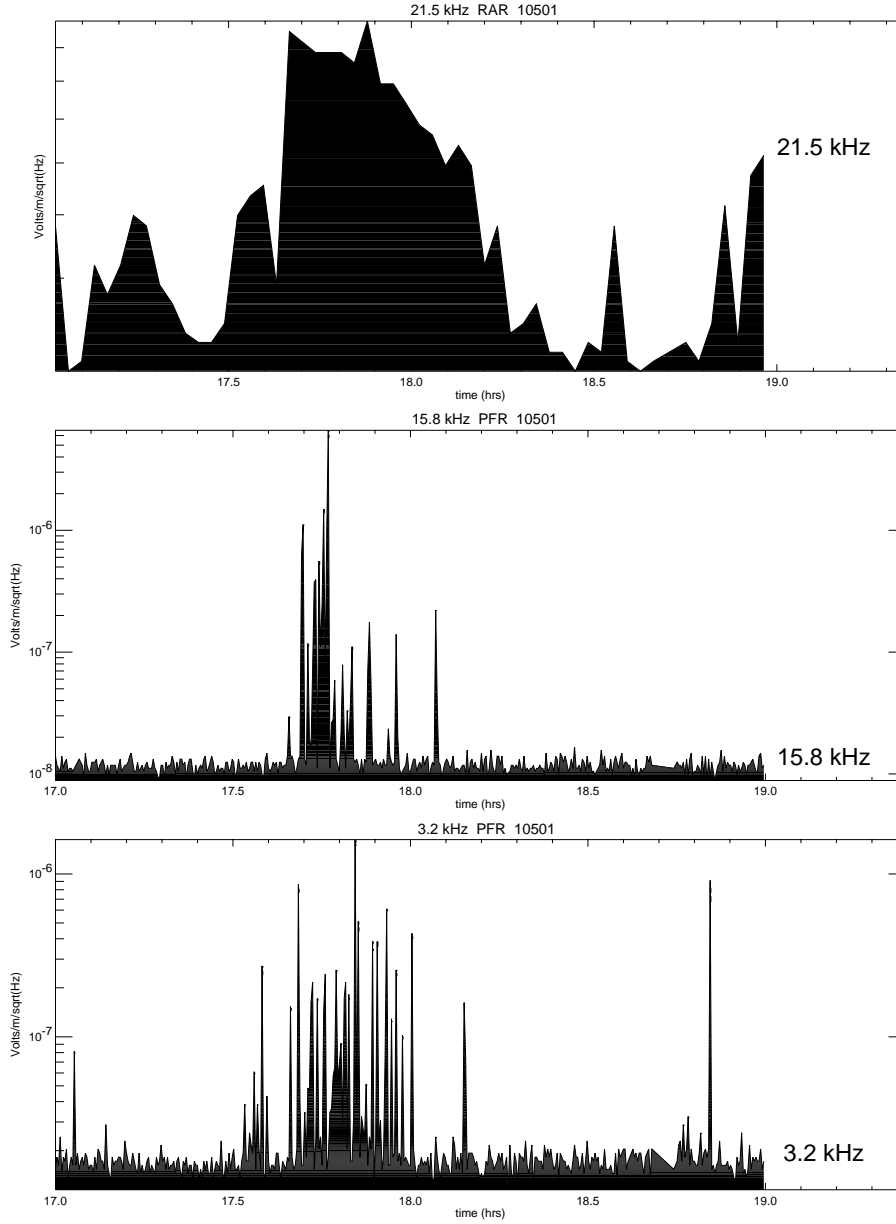 21.5 kHz RAR 10501
Volts/m/sqrt(Hz)
21.5 kHz
17.5 18.0 18.5 19.0
time (hrs)
15.8 kHz PFR 10501
Volts/m/sqrt(Hz)
10-6
10-7
10-8
15.8 kHz
17.0 17.5 18.0 18.5 19.0
time (hrs)
3.2 kHz PFR 10501
Volts/m/sqrt(Hz)
10-6
10-7
3.2 kHz
17.0 17.5 18.0 18.5 19.0
time (hrs)